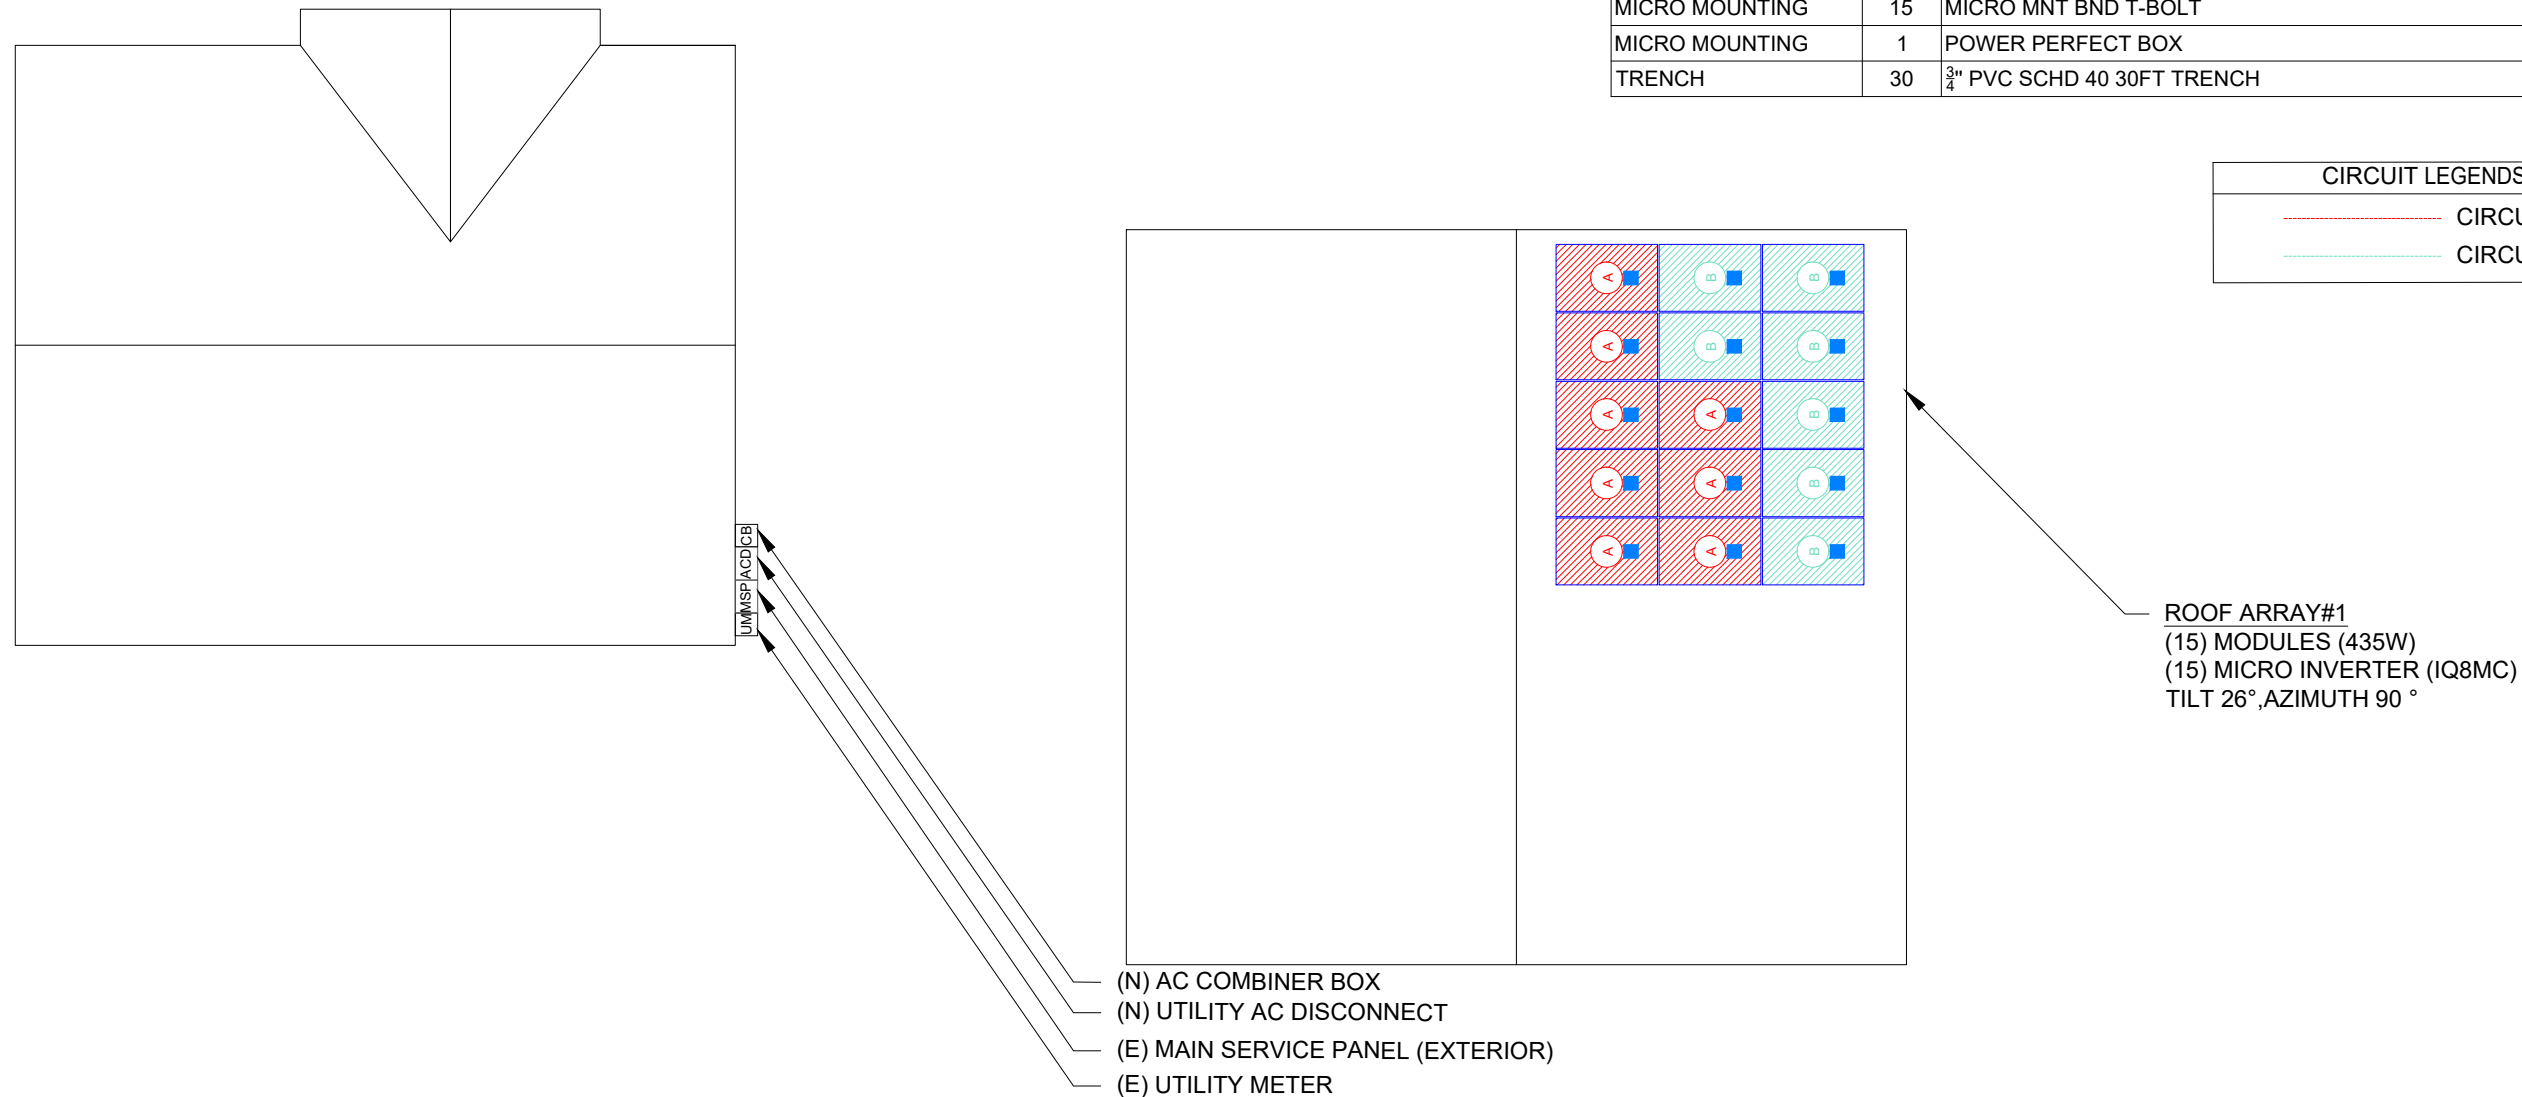 MICRO MOUNTING 15 MICRO MNT BND T-BOLT
MICRO MOUNTING 1 POWER PERFECT BOX
TRENCH 30 ¾" PVC SCHD 40 30FT TRENCH
CIRCUIT LEGENDS
CIRCU
CIRCU
A B B
A B B
A A B
A A B
A A B
CB
ACD
MSP
UM
ROOF ARRAY#1
(15) MODULES (435W)
(15) MICRO INVERTER (IQ8MC)
TILT 26°,AZIMUTH 90 °
(N) AC COMBINER BOX
(N) UTILITY AC DISCONNECT
(E) MAIN SERVICE PANEL (EXTERIOR)
(E) UTILITY METER